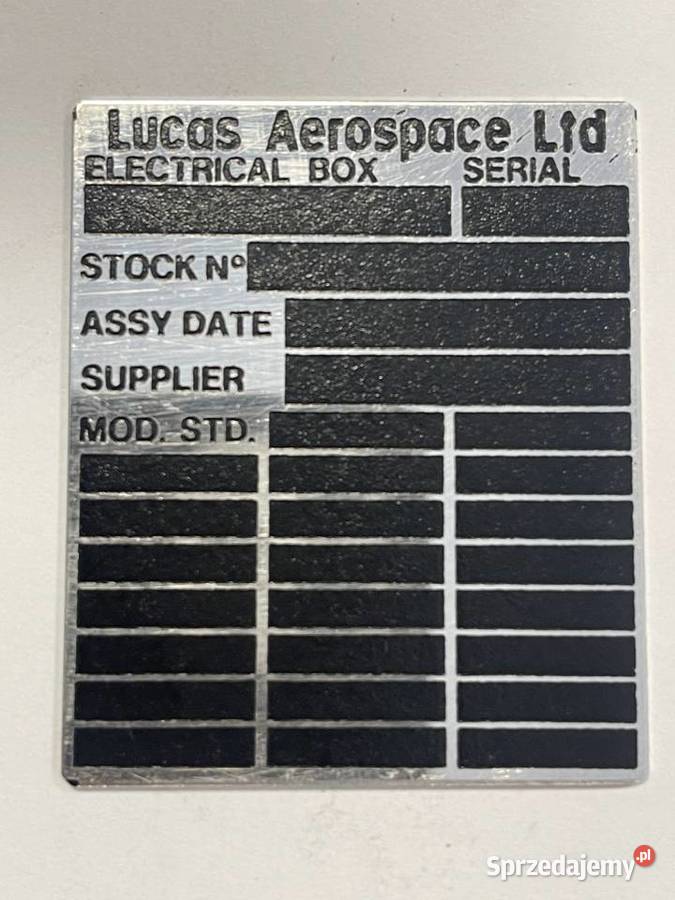 Lucas Aerospace Ltd
ELECTRICAL BOX SERIAL
STOCK Nº
ASSY DATE
SUPPLIER
MOD. STD.
Sprzedajemy.pl